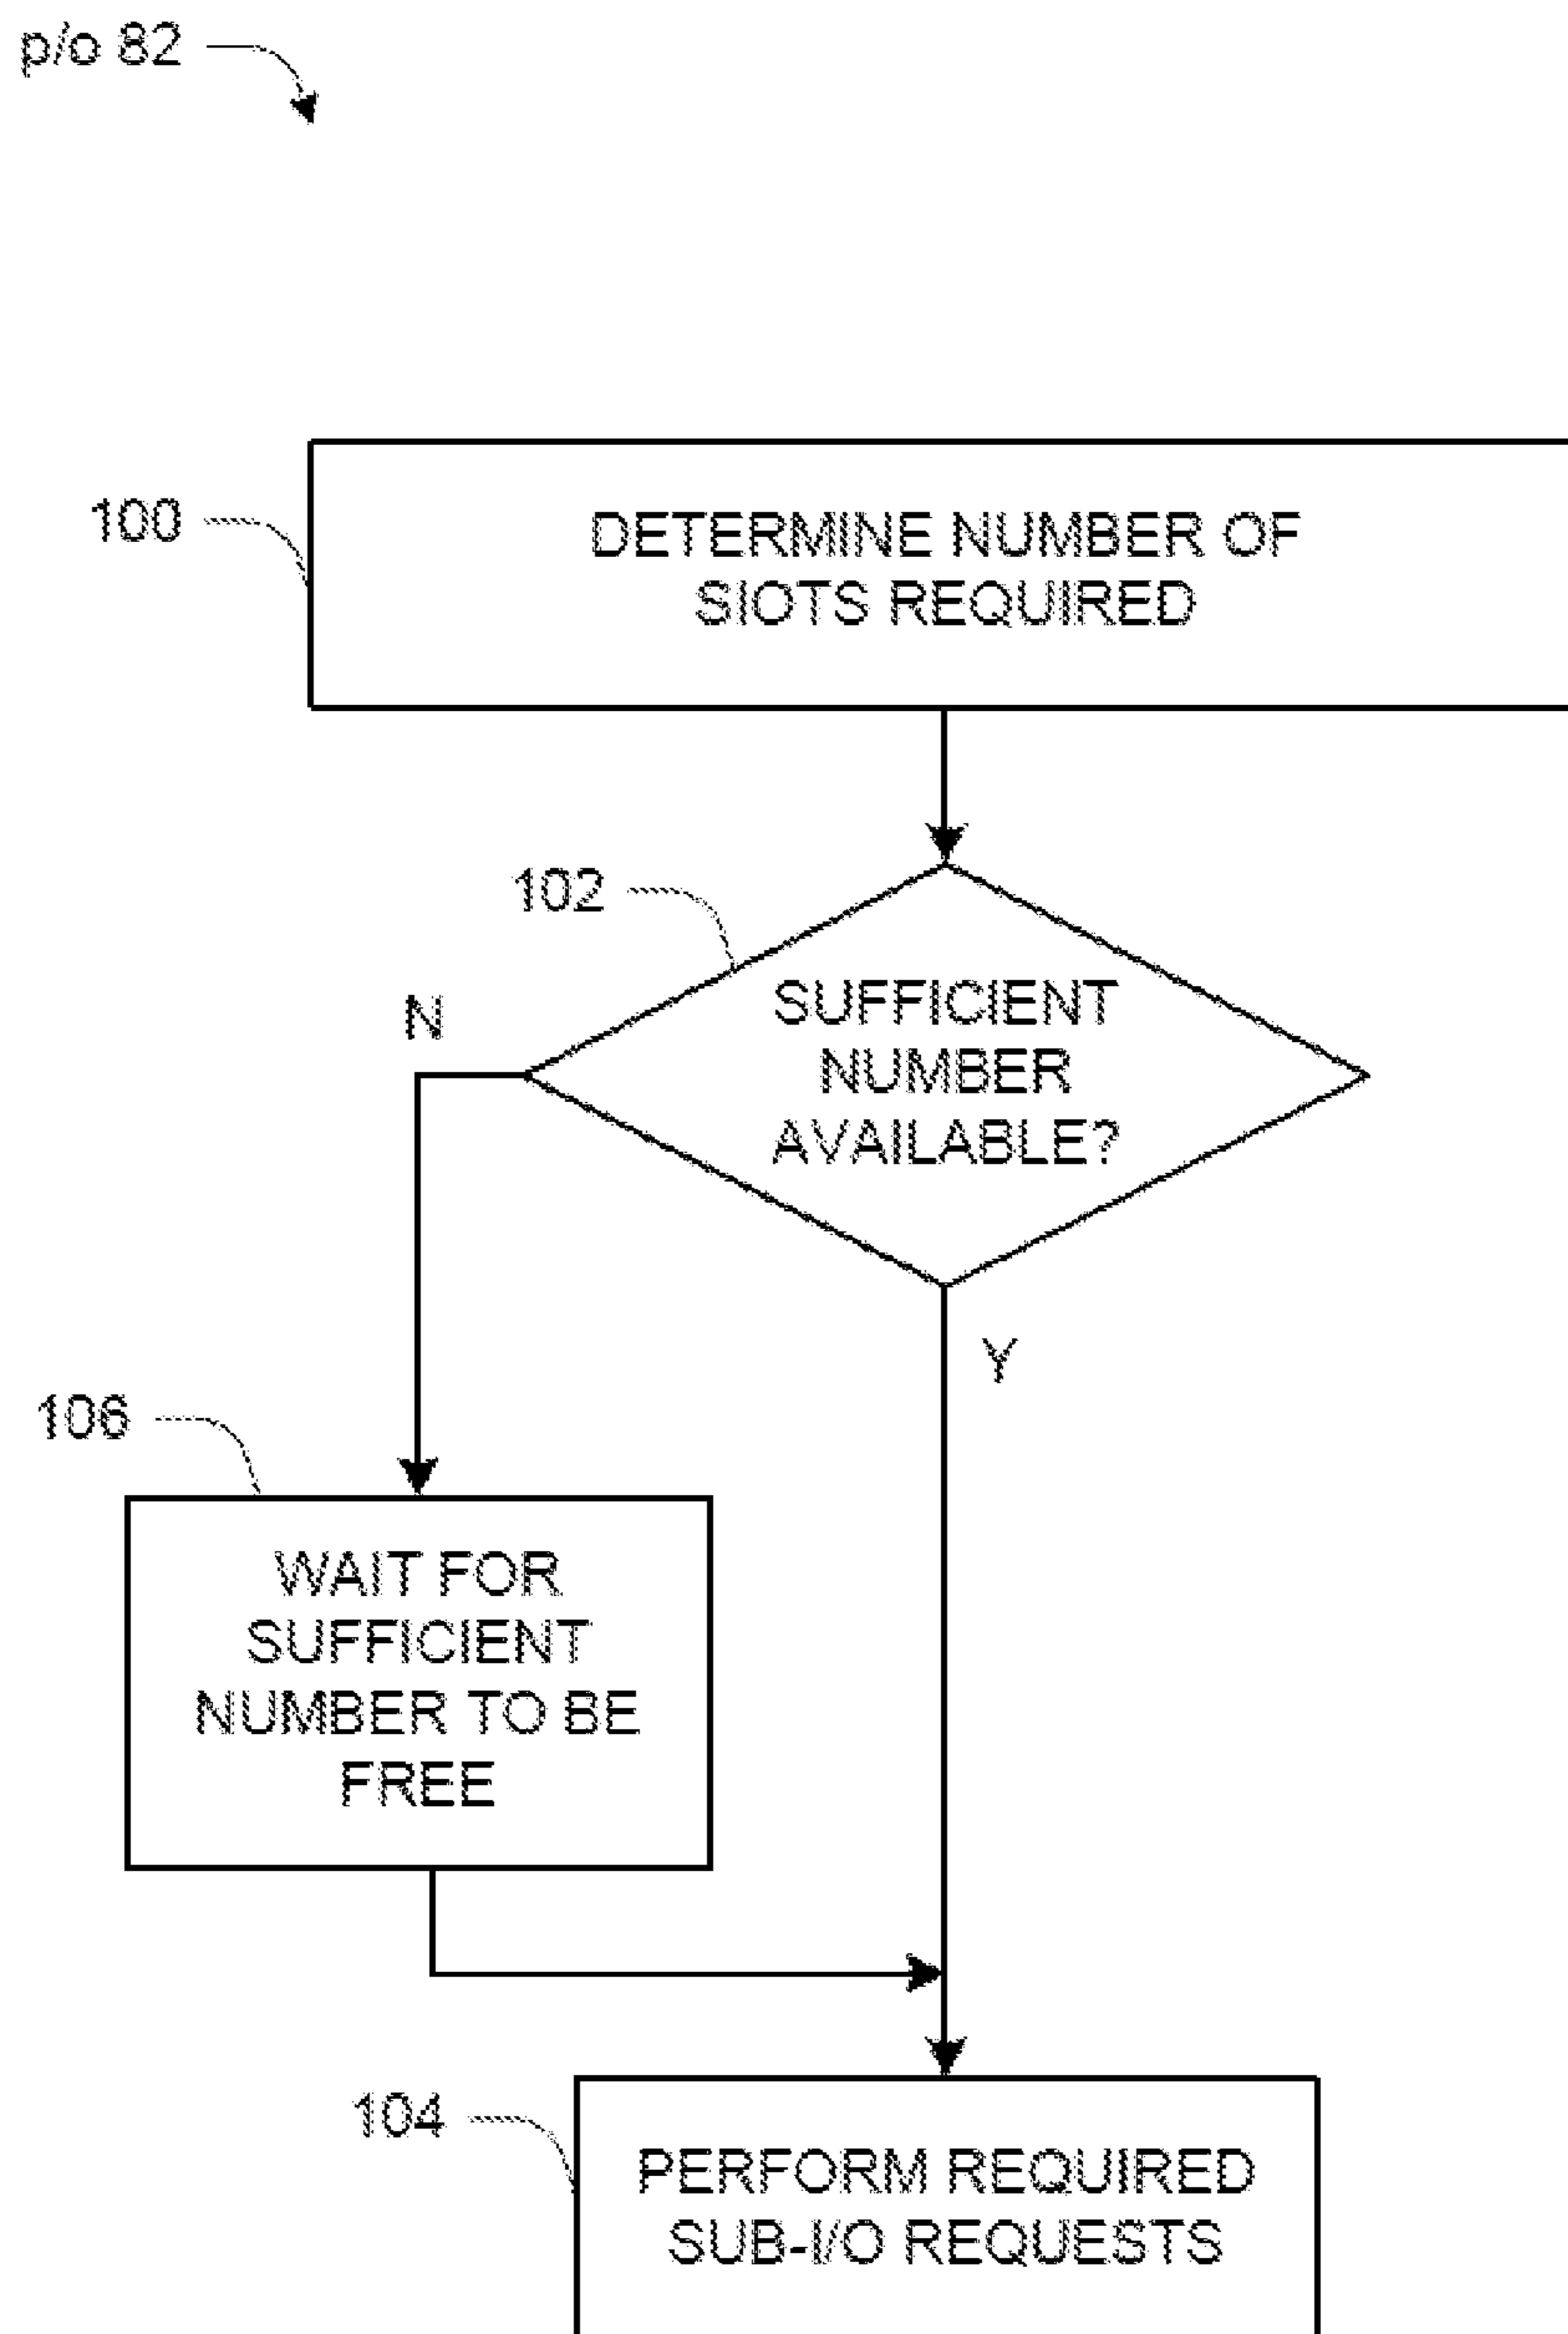 p/o 82
100
DETERMINE NUMBER OF
SIOTS REQUIRED
102
SUFFICIENT
NUMBER
AVAILABLE?
N
Y
106
WAIT FOR
SUFFICIENT
NUMBER TO BE
FREE
104
PERFORM REQUIRED
SUB-I/O REQUESTS